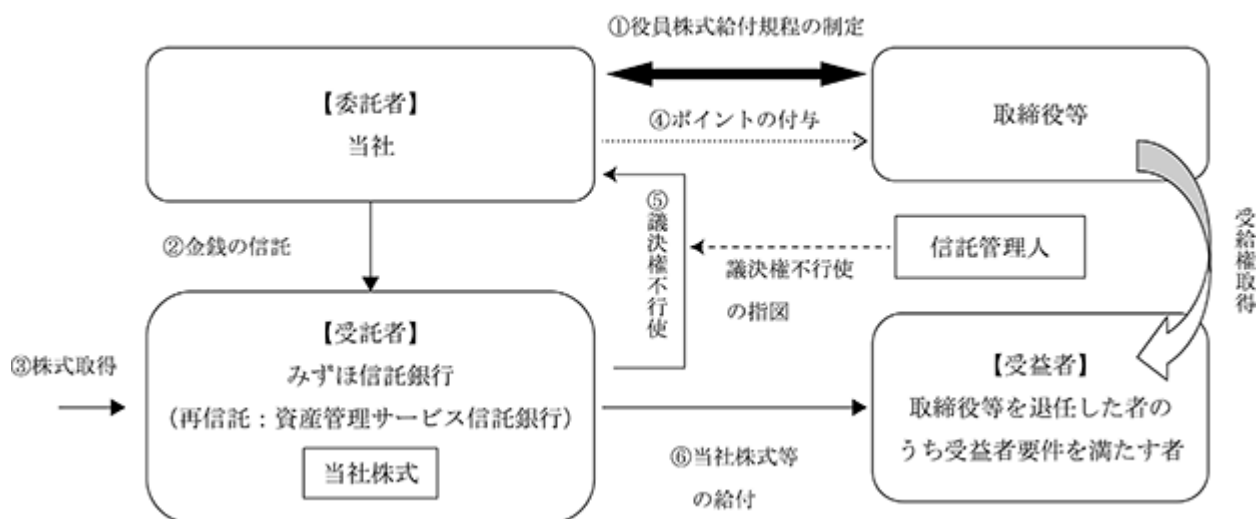 ①役員株式給付規程の制定
【委託者】
当社
取締役等
④ポイントの付与
②金銭の信託
⑤議決権不行使
信託管理人
議決権不行使
の指図
受給権取得
③株式取得
【受託者】
みずほ信託銀行
（再信託：資産管理サービス信託銀行）
当社株式
⑥当社株式等
の給付
【受益者】
取締役等を退任した者の
うち受益者要件を満たす者